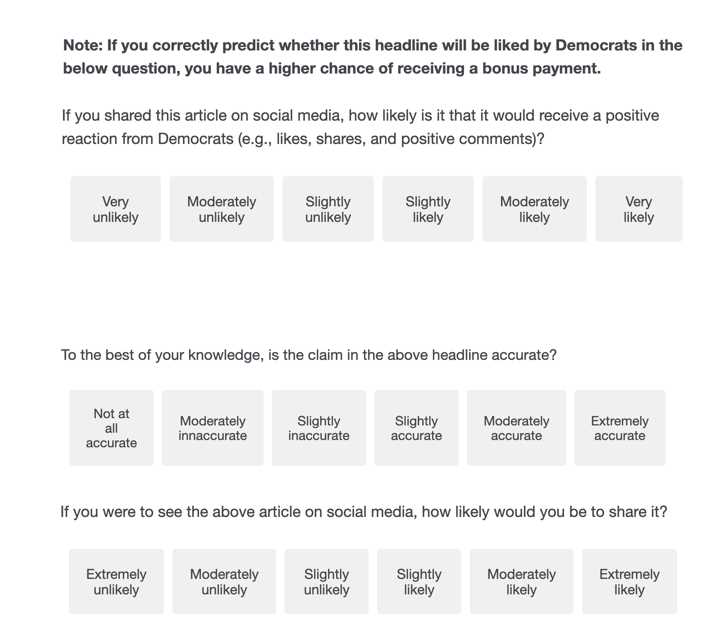 Note: If you correctly predict whether this headline will be liked by Democrats in the
below question, you have a higher chance of receiving a bonus payment.
If you shared this article on social media, how likely is it that it would receive a positive
reaction from Democrats (e.g., likes, shares, and positive comments)?
Very
unlikely
Moderately
unlikely
Slightly
unlikely
Slightly
likely
Moderately
likely
Very
likely
To the best of your knowledge, is the claim in the above headline accurate?
Not at
all
accurate
Moderately
innaccurate
Slightly
inaccurate
Slightly
accurate
Moderately
accurate
Extremely
accurate
If you were to see the above article on social media, how likely would you be to share it?
Extremely
unlikely
Moderately
unlikely
Slightly
unlikely
Slightly
likely
Moderately
likely
Extremely
likely